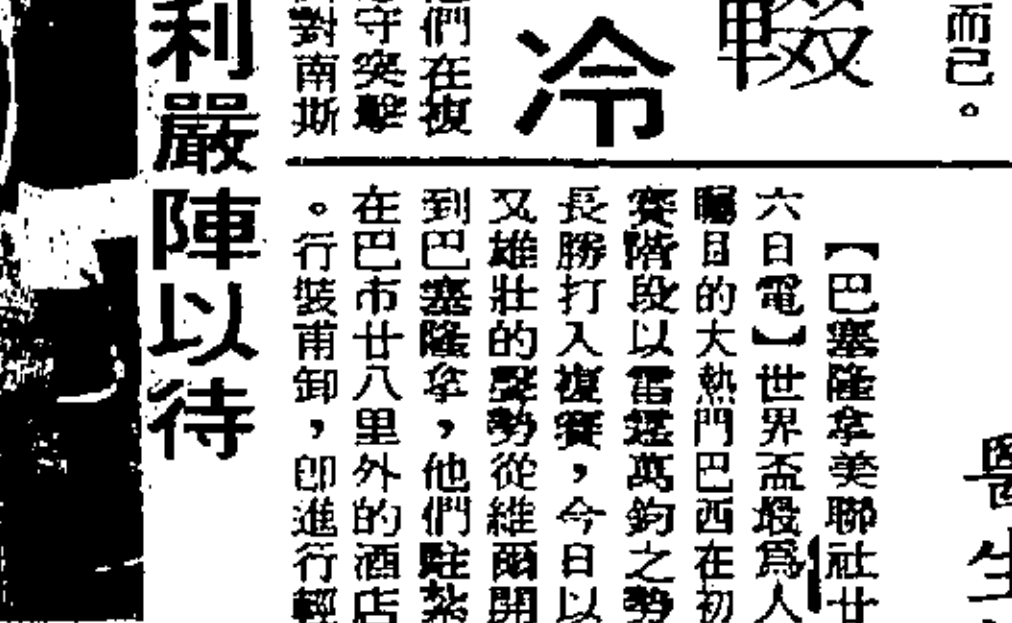 而已。
輟
冷
他們在複
守突擊
對南斯
利嚴陣以待
【巴塞隆拿美聯社廿
六日電】世界盃最爲人
矚目的大熱門巴西在初
賽階段以雷霆萬鈞之勢
長勝打入複賽，今日以
又雄壯的聲勢從維爾開
到巴塞隆拿，他們駐紮
在巴市廿八里外的酒店
。行裝甫卸，卽進行輕